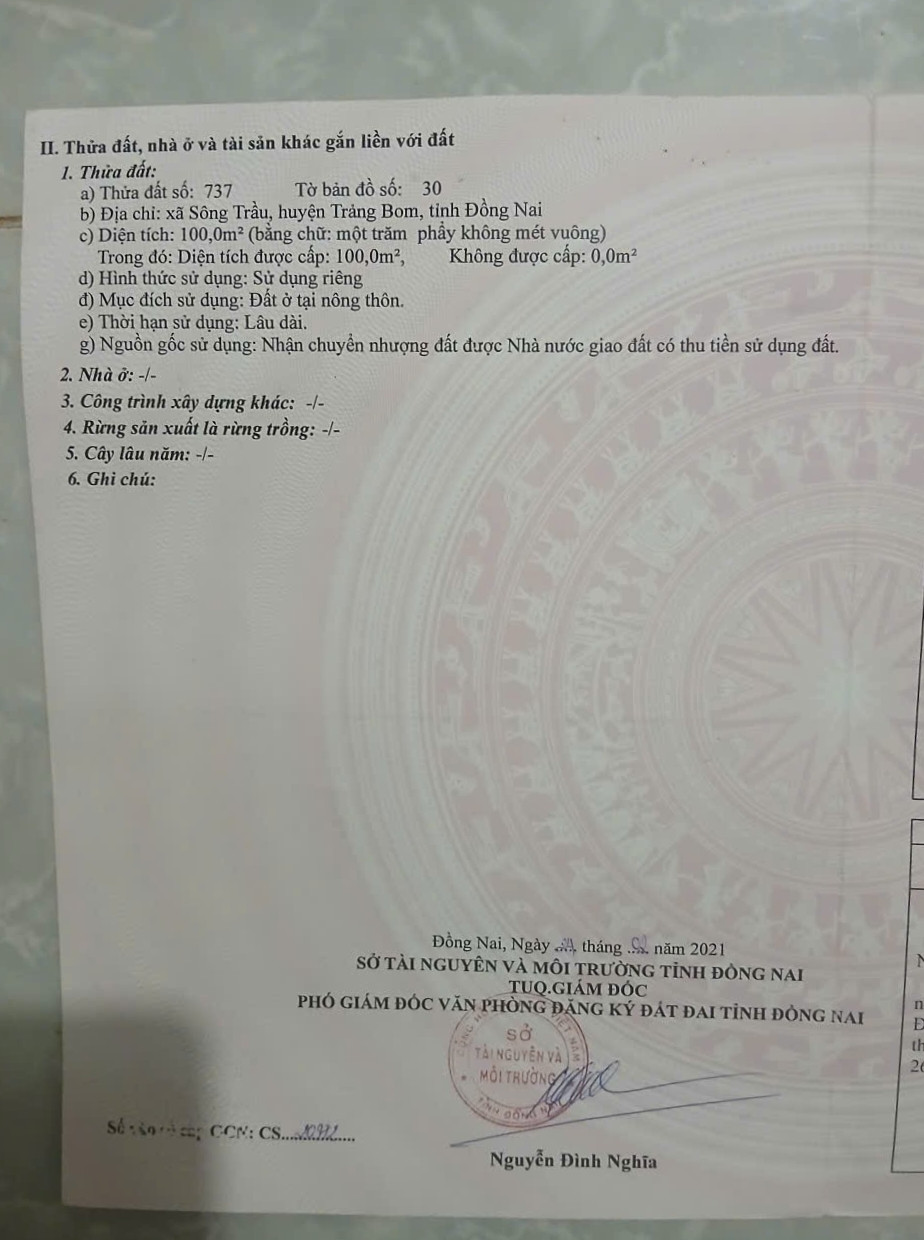 II. Thửa đất, nhà ở và tài sản khác gắn liền với đất
1. Thửa đất:
a) Thửa đất số: 737 Tờ bản đồ số: 30
b) Địa chỉ: xã Sông Trầu, huyện Trảng Bom, tỉnh Đồng Nai
c) Diện tích: 100,0m² (bằng chữ: một trăm phẩy không mét vuông)
Trong đó: Diện tích được cấp: 100,0m², Không được cấp: 0,0m²
d) Hình thức sử dụng: Sử dụng riêng
đ) Mục đích sử dụng: Đất ở tại nông thôn.
e) Thời hạn sử dụng: Lâu dài.
g) Nguồn gốc sử dụng: Nhận chuyển nhượng đất được Nhà nước giao đất có thu tiền sử dụng đất.
2. Nhà ở: -/-
3. Công trình xây dựng khác: -/-
4. Rừng sản xuất là rừng trồng: -/-
5. Cây lâu năm: -/-
6. Ghi chú:
Đồng Nai, Ngày tháng năm 2021
SỞ TÀI NGUYÊN VÀ MÔI TRƯỜNG TỈNH ĐỒNG NAI
TUQ.GIÁM ĐỐC
PHÓ GIÁM ĐỐC VĂN PHÒNG ĐĂNG KÝ ĐẤT ĐAI TỈNH ĐỒNG NAI
SỞ
TÀI NGUYÊN VÀ
MÔI TRƯỜNG
TỈNH ĐỒNG NAI
Số CS
Nguyễn Đình Nghĩa